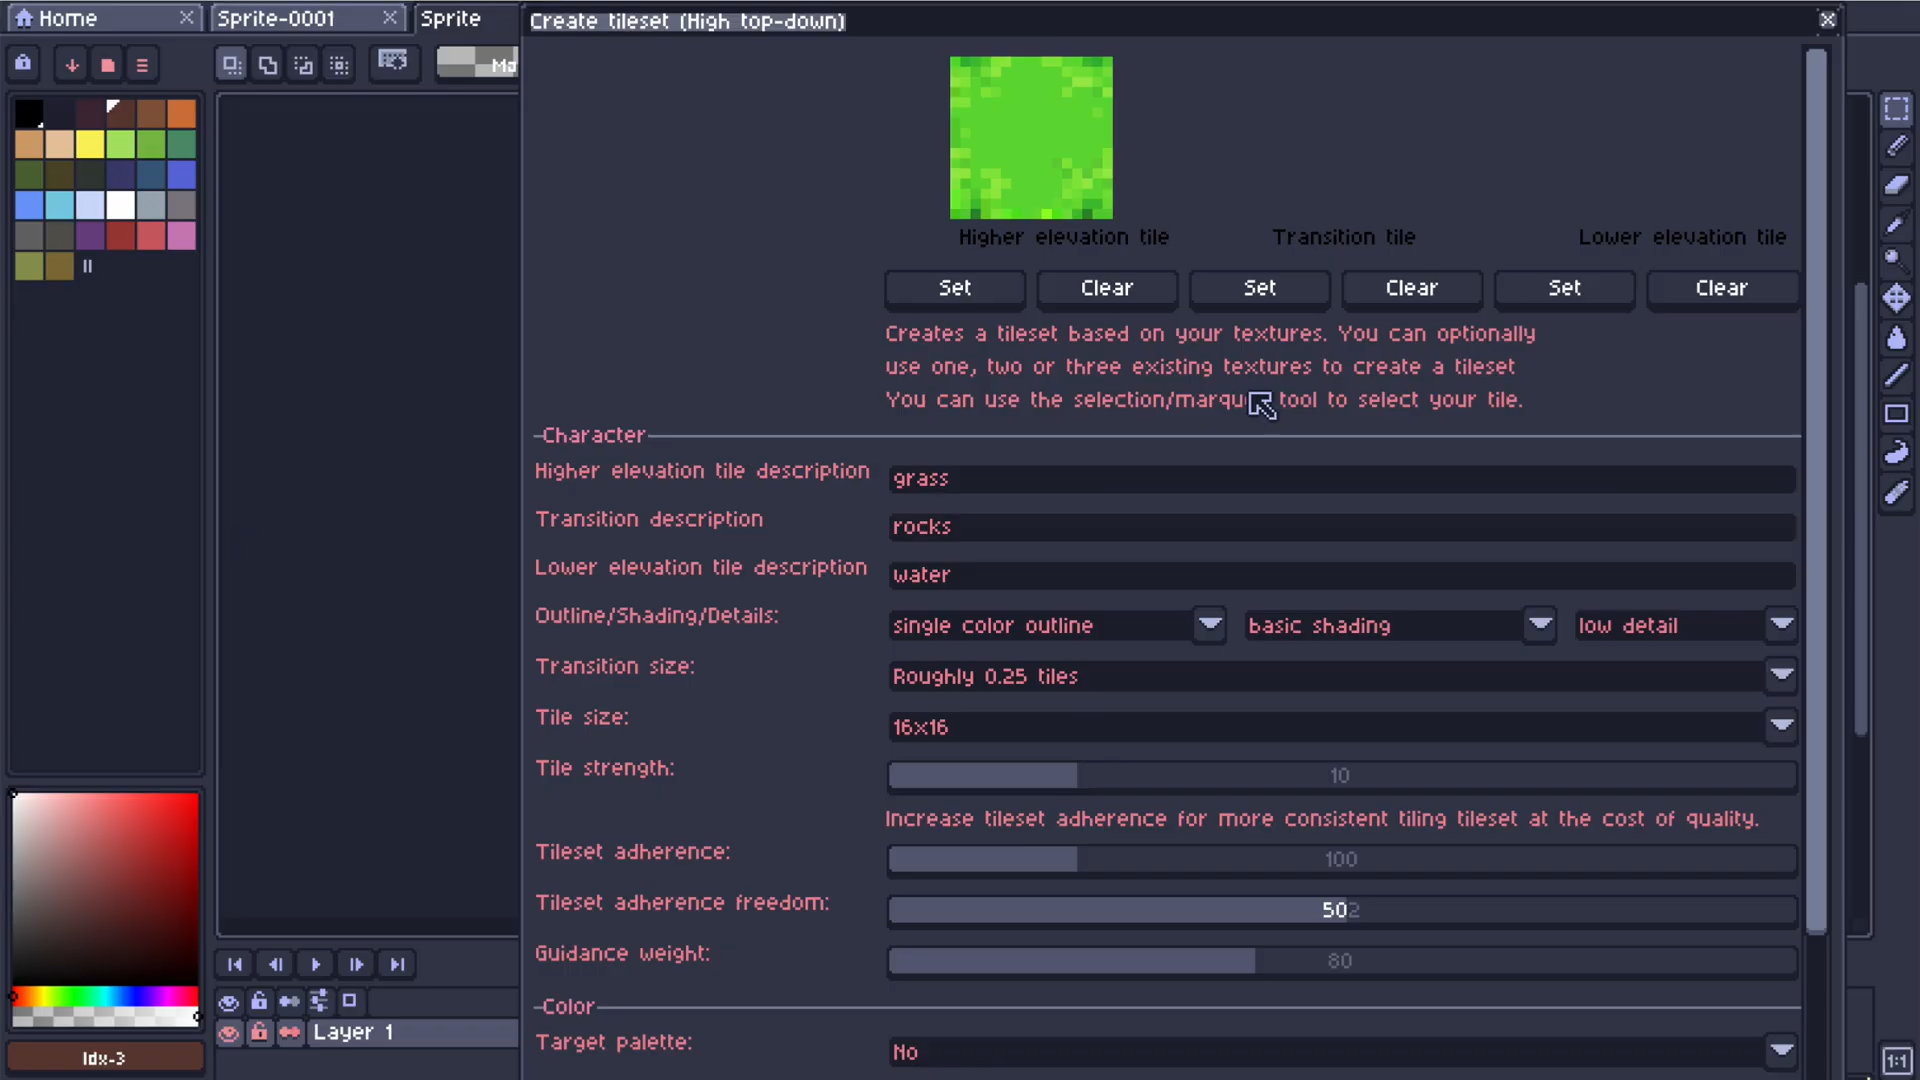 Home
Sprite-0001
Sprite
Create tileset (High top-down)
Higher elevation tile
Transition tile
Lower elevation tile
Set
Clear
Set
Clear
Set
Clear
Creates a tileset based on your textures. You can optionally
use one, two or three existing textures to create a tileset
You can use the selection/marquee tool to select your tile.
Character
Higher elevation tile description
grass
Transition description
rocks
Lower elevation tile description
water
Outline/Shading/Details:
single color outline
basic shading
low detail
Transition size:
Roughly 0.25 tiles
Tile size:
16x16
Tile strength:
10
Increase tileset adherence for more consistent tiling tileset at the cost of quality.
Tileset adherence:
100
Tileset adherence freedom:
502
Guidance weight:
80
Color
Target palette:
No
Layer 1
Idx-3
1:1